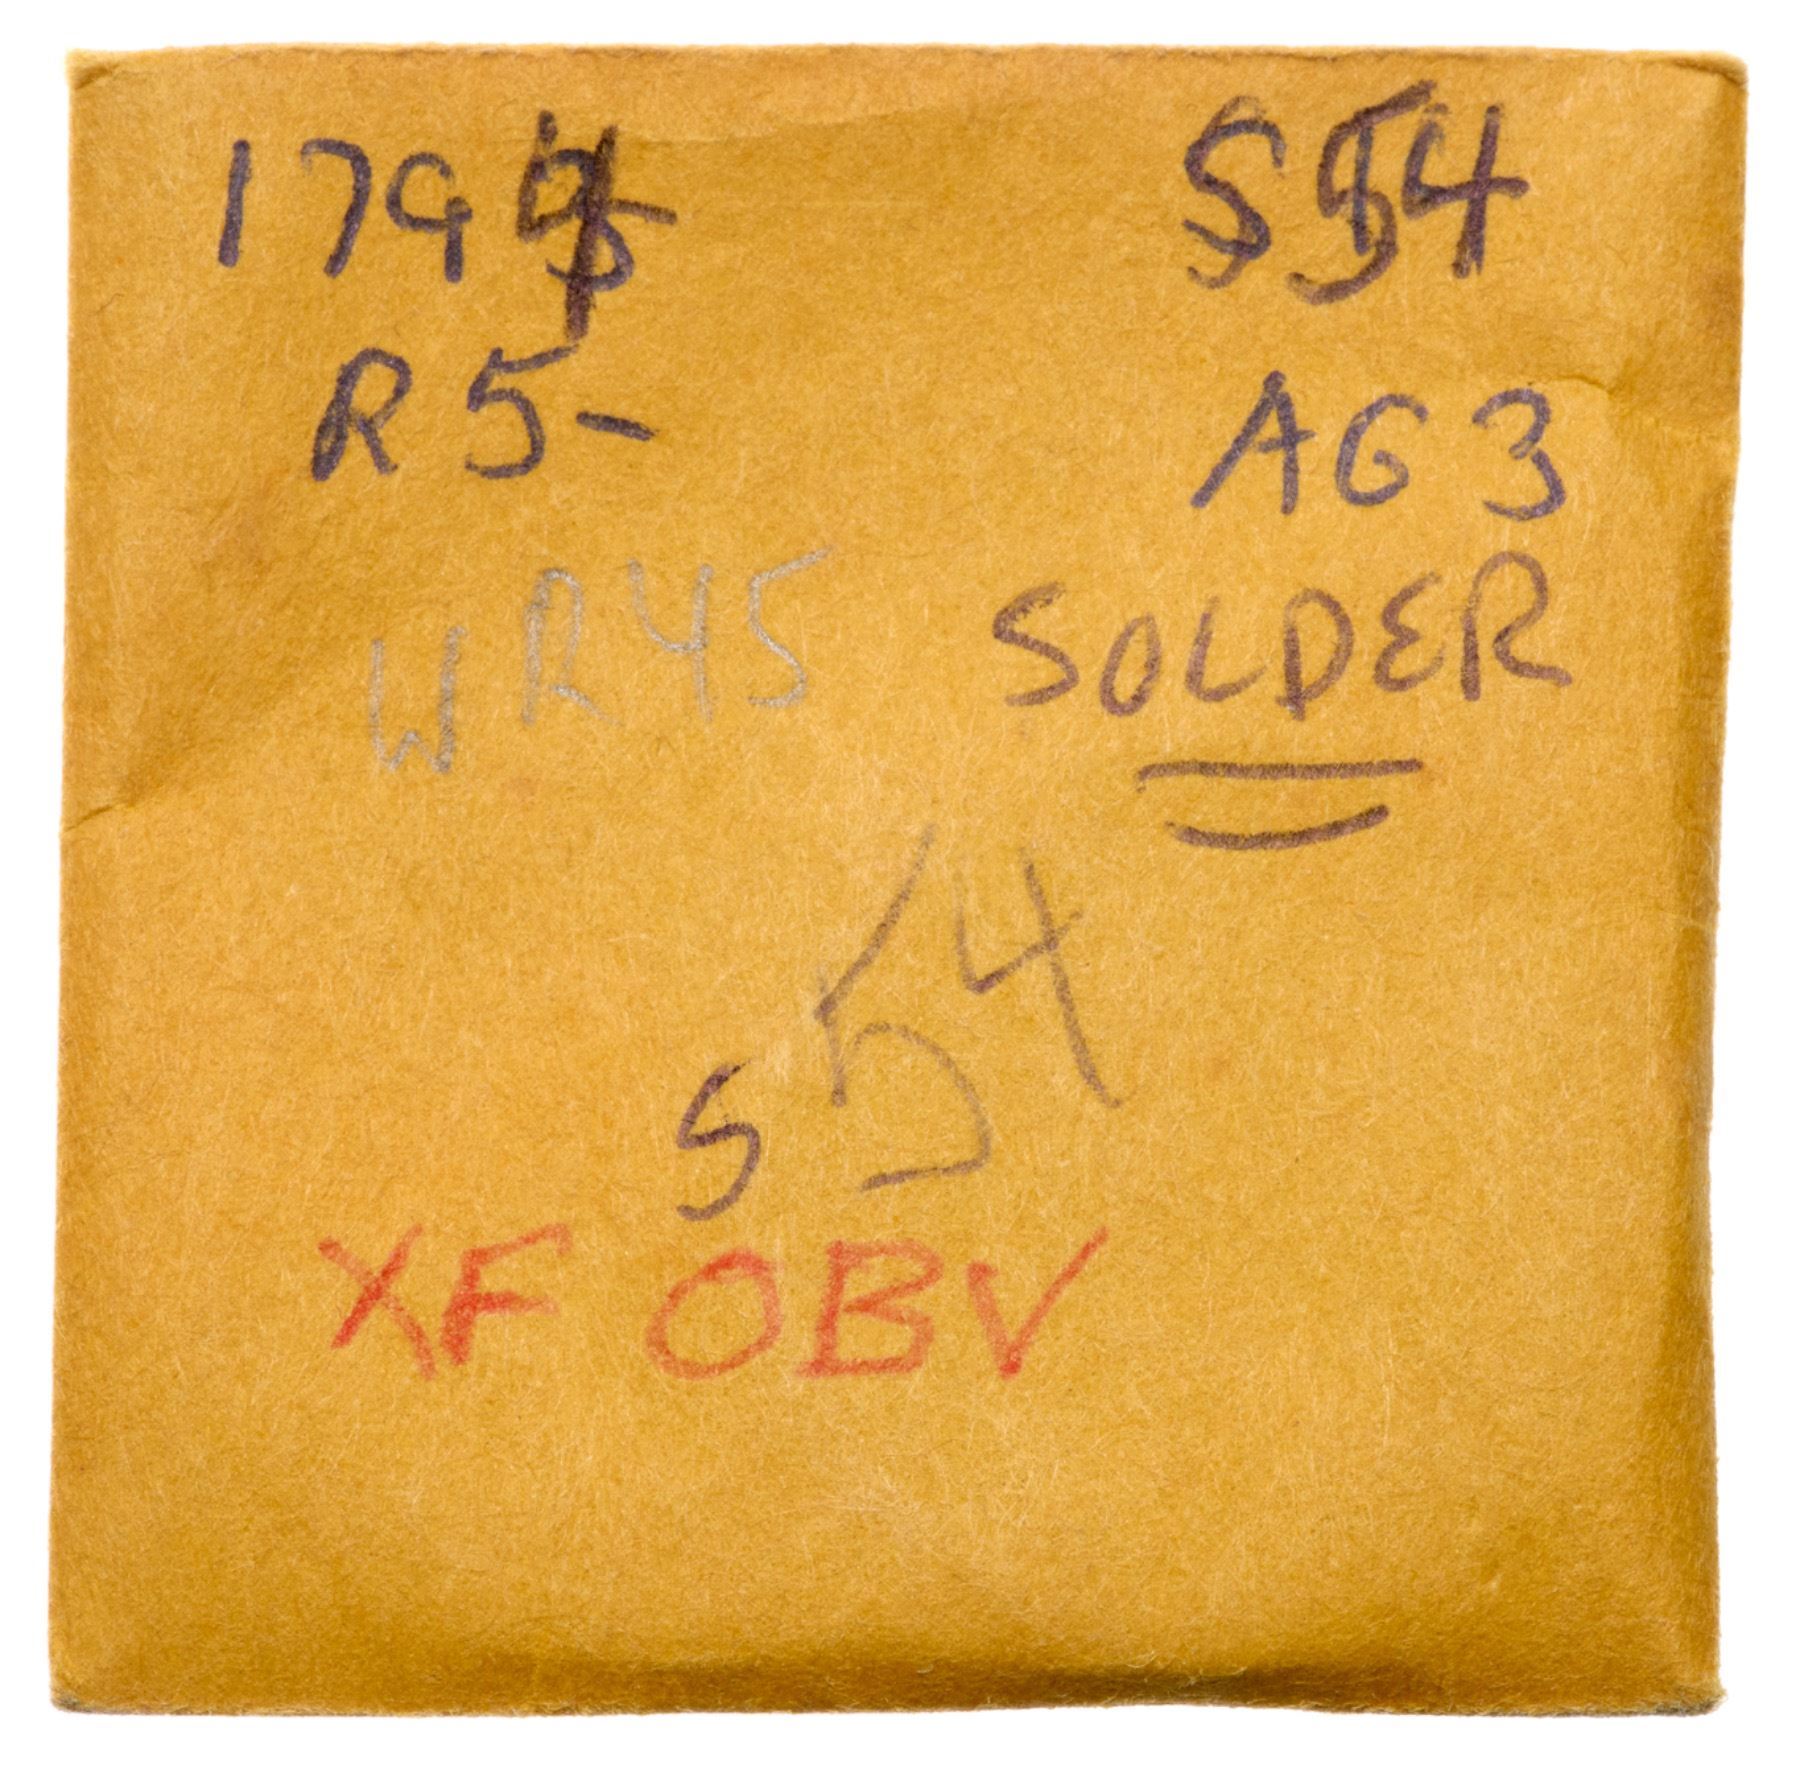 1794 S54
R5- AG3
WR45 SOLDER
S54
XF OBV